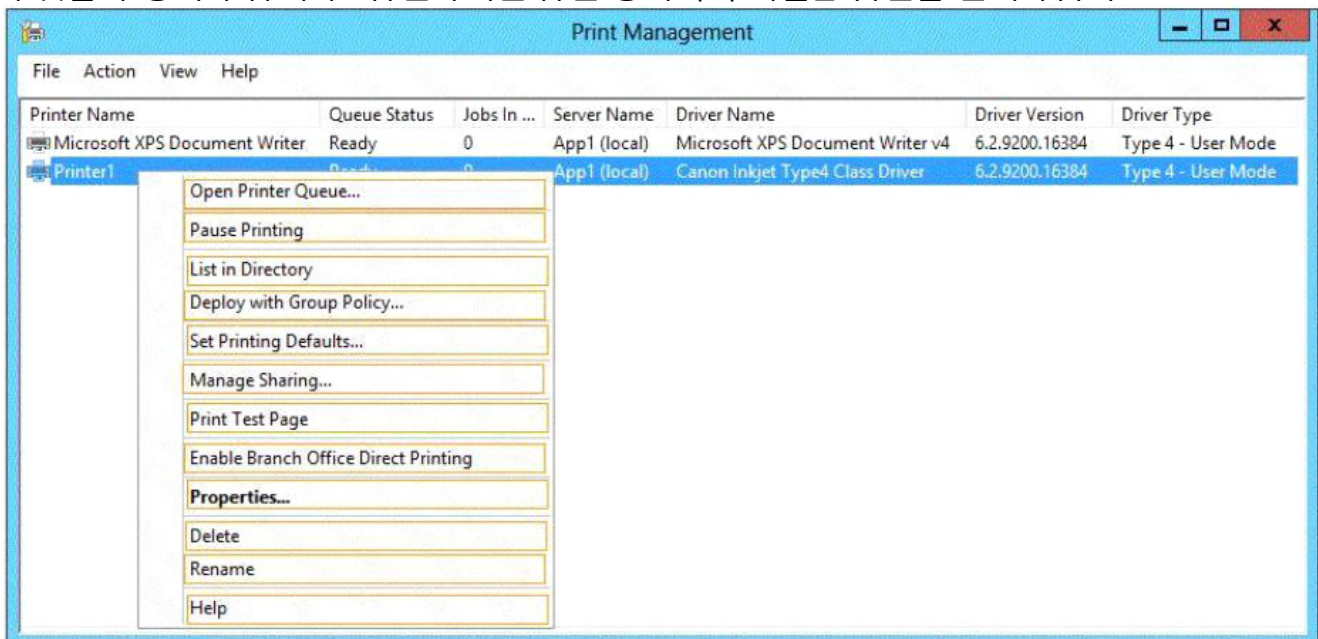 Print Management
File Action View Help
Printer Name Queue Status Jobs In ... Server Name Driver Name Driver Version Driver Type
Microsoft XPS Document Writer Ready 0 App1 (local) Microsoft XPS Document Writer v4 6.2.9200.16384 Type 4 - User Mode
Printer1 App1 (local) Canon Inkjet Type4 Class Driver 6.2.9200.16384 Type 4 - User Mode
Open Printer Queue...
Pause Printing
List in Directory
Deploy with Group Policy...
Set Printing Defaults...
Manage Sharing...
Print Test Page
Enable Branch Office Direct Printing
Properties...
Delete
Rename
Help